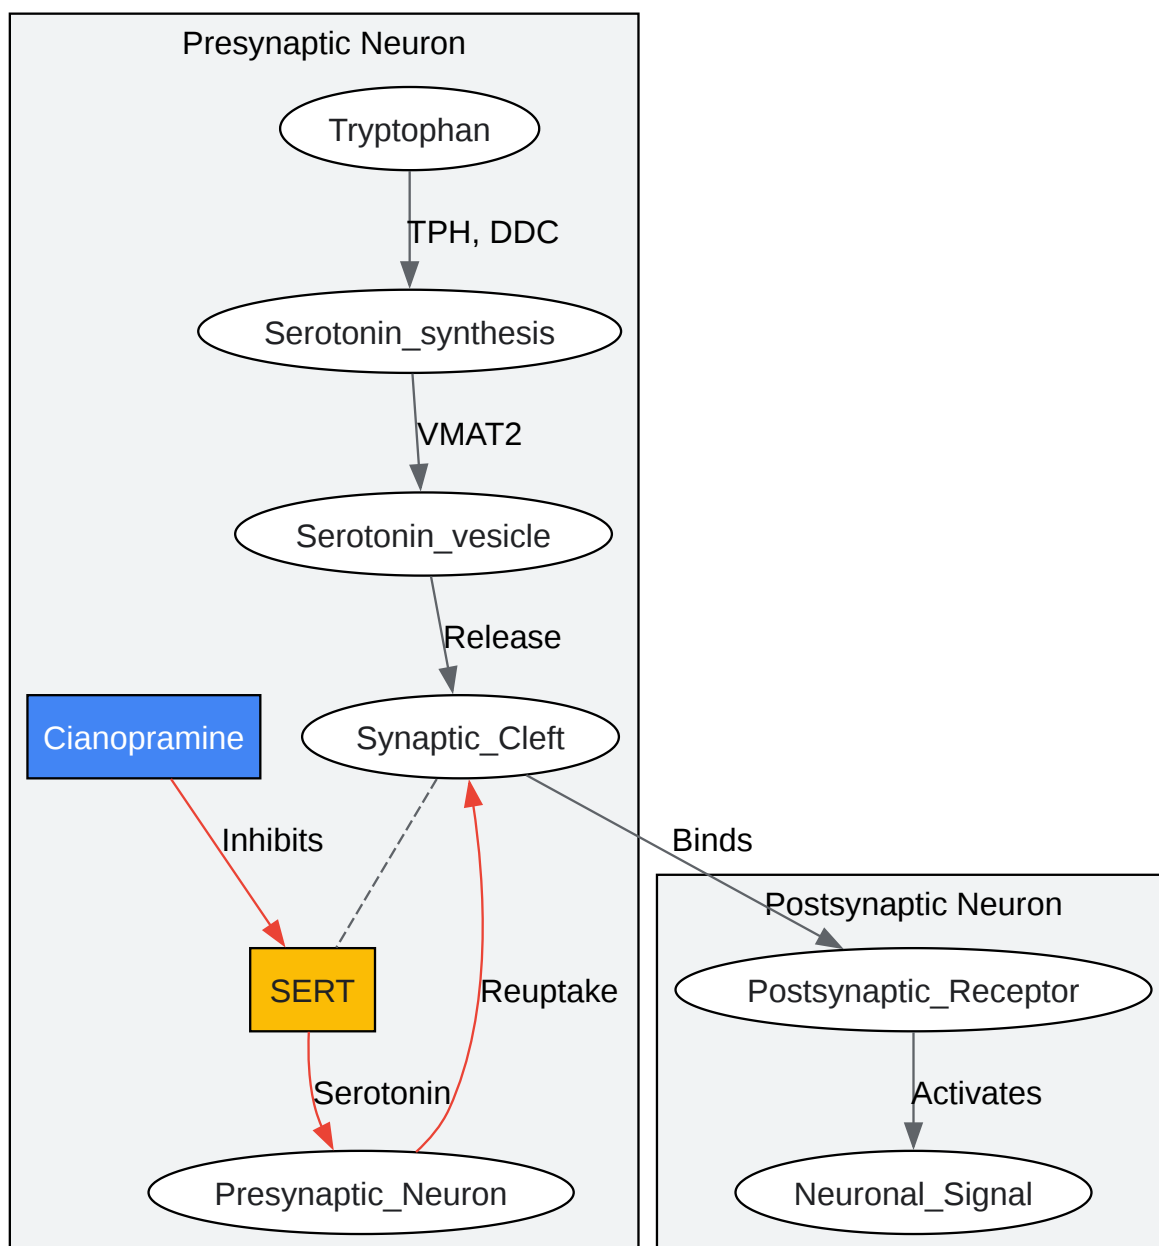 Presynaptic Neuron
Tryptophan
TPH, DDC
Serotonin_synthesis
VMAT2
Serotonin_vesicle
Release
Cianopramine
Synaptic_Cleft
Inhibits
Binds
Postsynaptic Neuron
SERT
Reuptake
Postsynaptic_Receptor
Serotonin
Activates
Presynaptic_Neuron
Neuronal_Signal